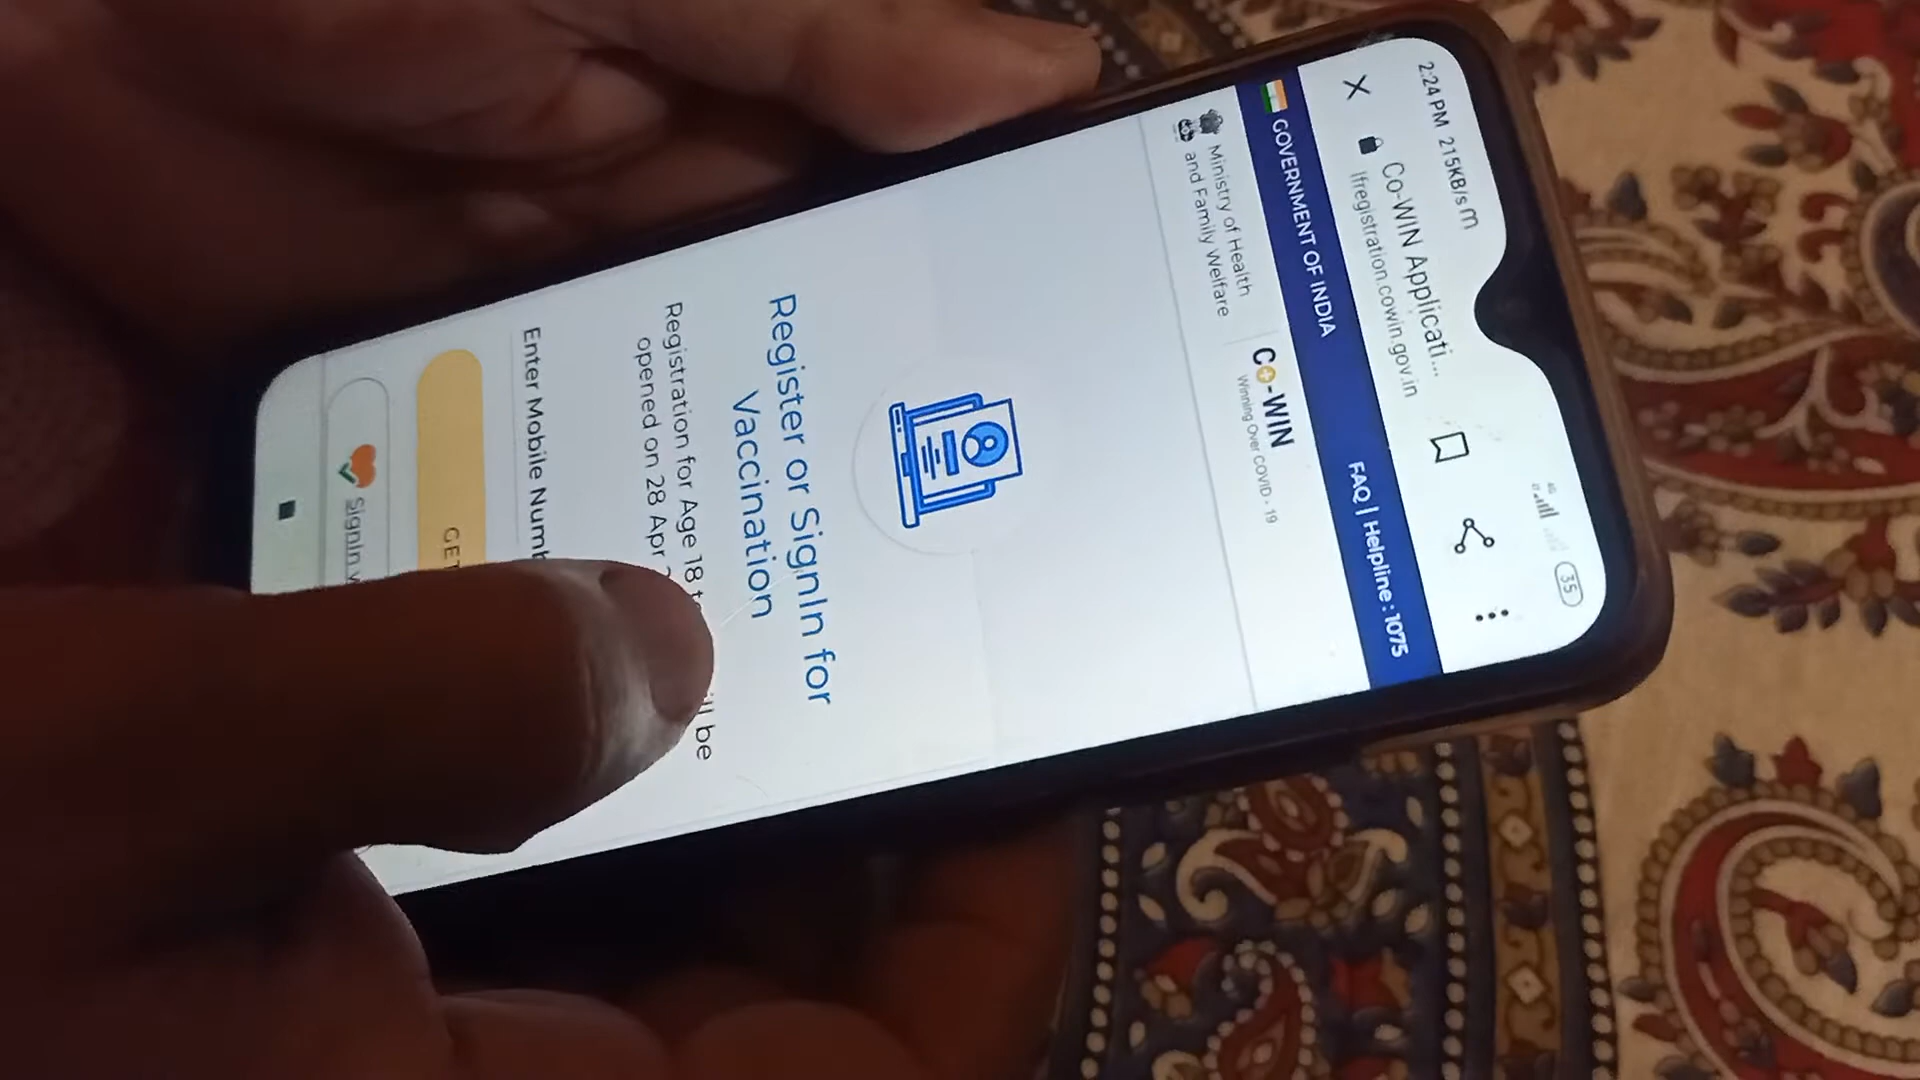 2:24 PM 215KB/s m
35
Co-WIN Applicati...
lfregistration.cowin.gov.in
GOVERNMENT OF INDIA FAQ | Helpline : 1075
Ministry of Health
and Family Welfare
Co-WIN
Winning Over COVID - 19
Register or SignIn for
Vaccination
Registration for Age 18 be
opened on 28 Apr
Enter Mobile
GET
SignIn